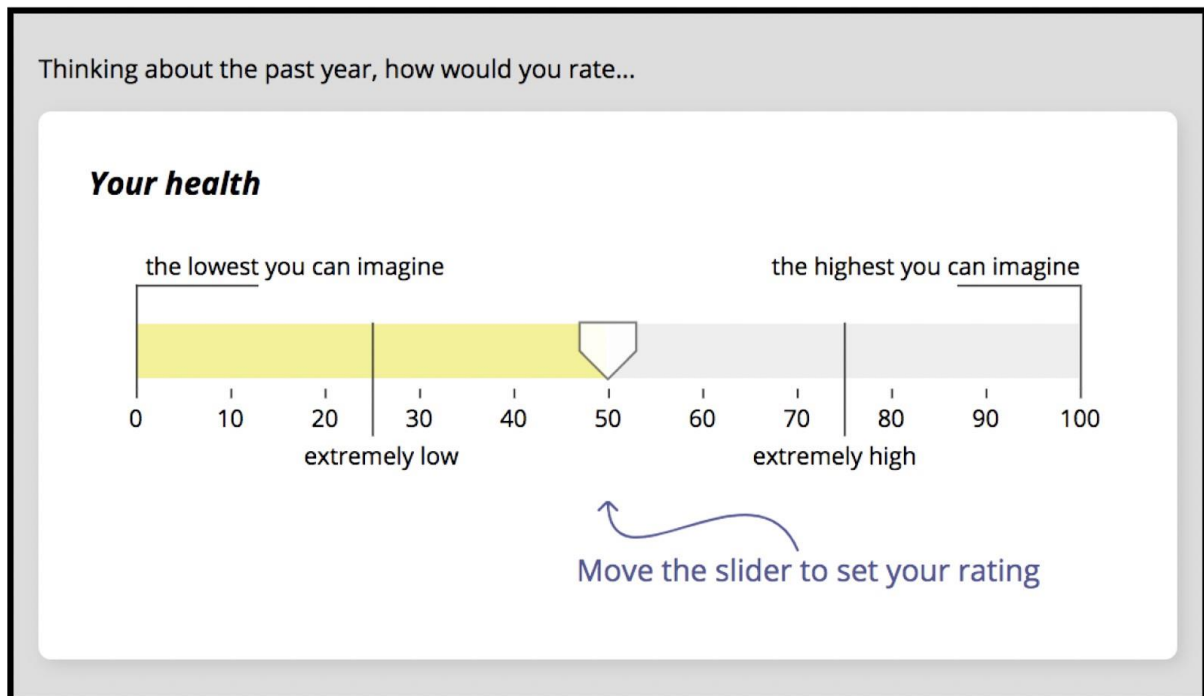 Thinking about the past year, how would you rate...
Your health
the lowest you can imagine the highest you can imagine
0 10 20 30 40 50 60 70 80 90 100
extremely low extremely high
Move the slider to set your rating